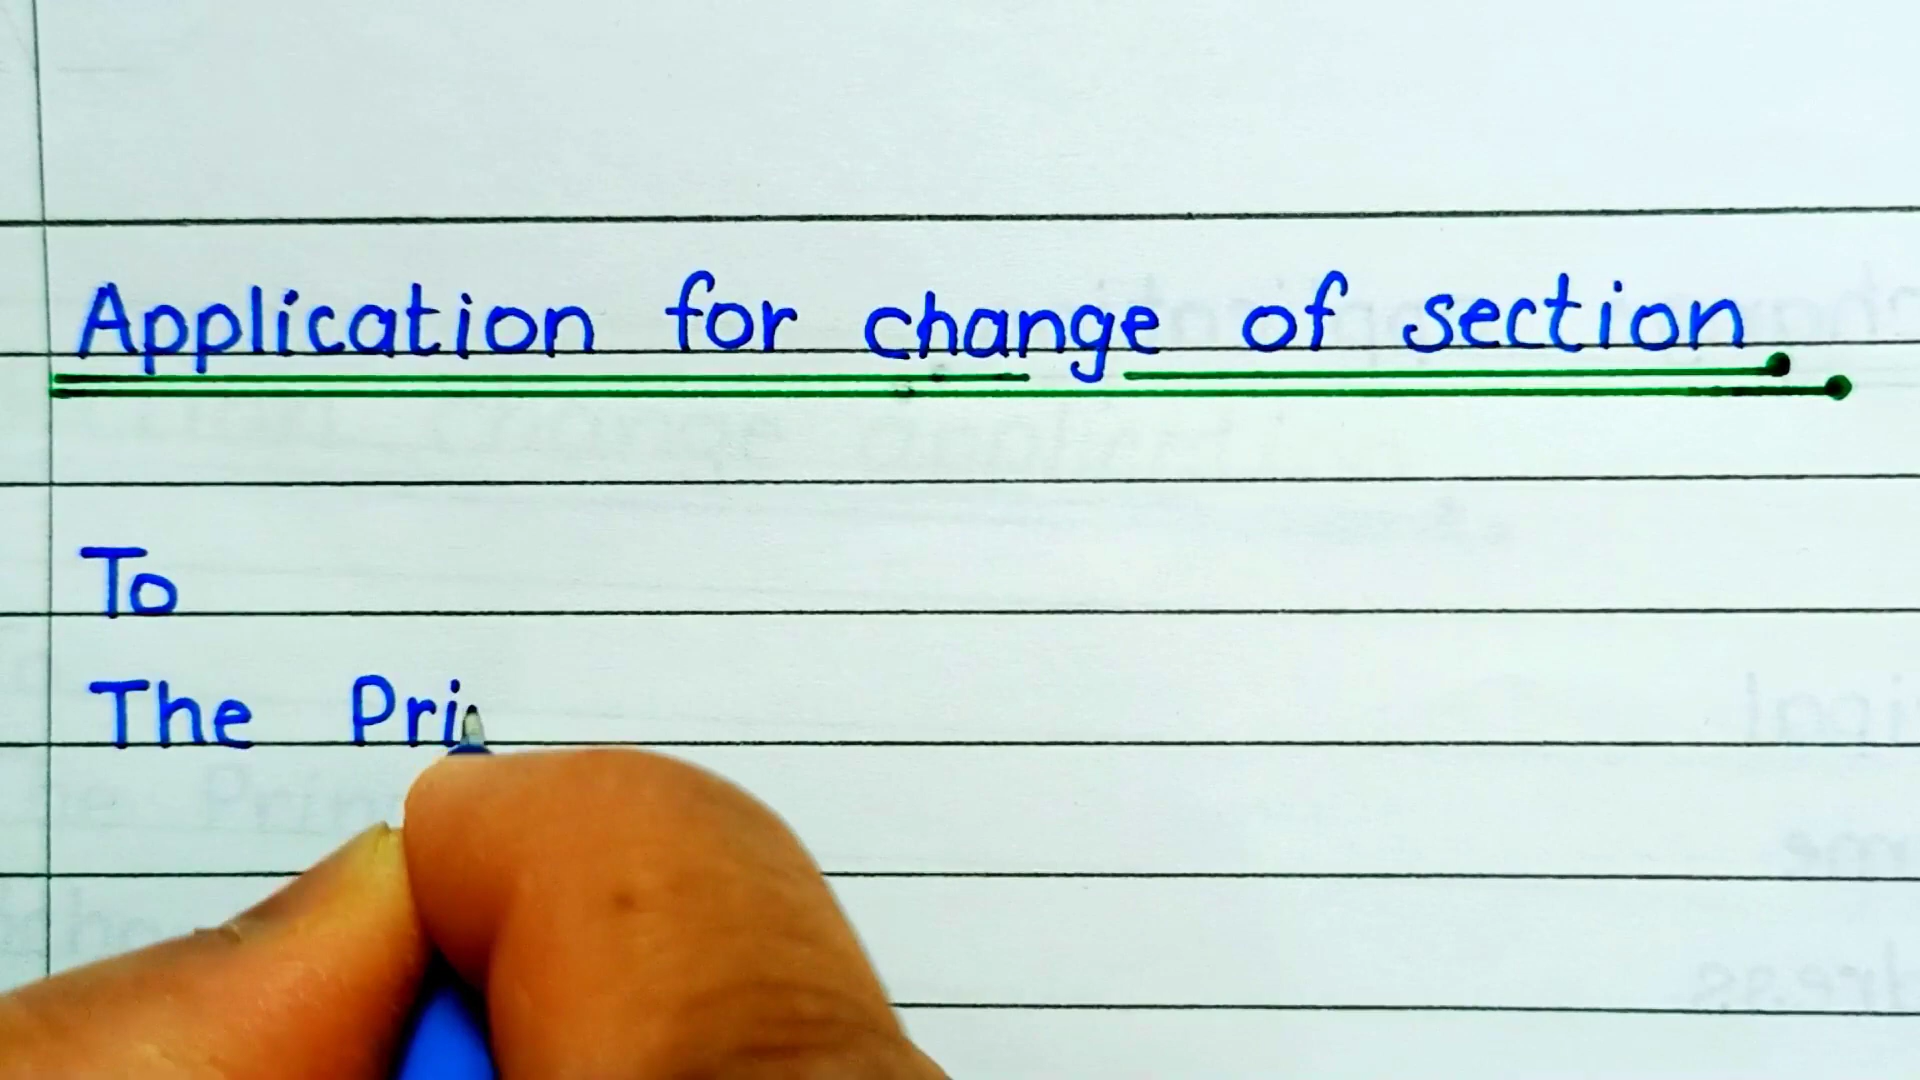 Application for change of section
To
The Pri